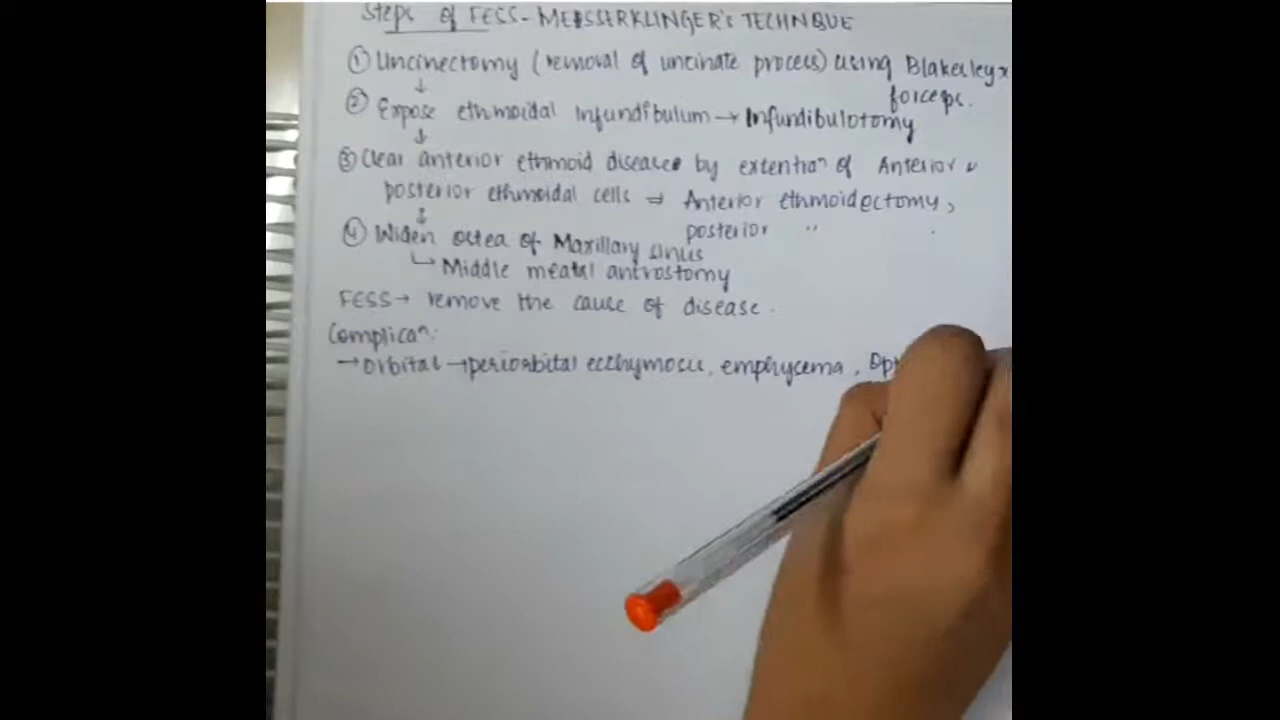 Steps of FESS - MESSERKLINGER'S TECHNIQUE
① Uncinectomy (removal of uncinate process) using Blakesley
forceps.
↓
② Expose ethmoidal Infundibulum → Infundibulotomy
↓
③ Clear anterior ethmoid disease by extention of Anterior &
posterior ethmoidal cells ⇒ Anterior ethmoidectomy,
posterior "
↓
④ Widen ostea of Maxillary sinus
↳ Middle meatal antrostomy
FESS → remove the cause of disease.
Complicaⁿ:
→ Orbital → periorbital ecchymosis, emphysema, Opt